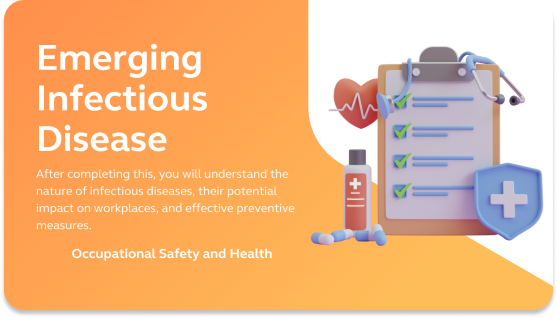 Emerging
Infectious
Disease
After completing this, you will understand the
nature of infectious diseases, their potential
impact on workplaces, and effective preventive
measures.
Occupational Safety and Health